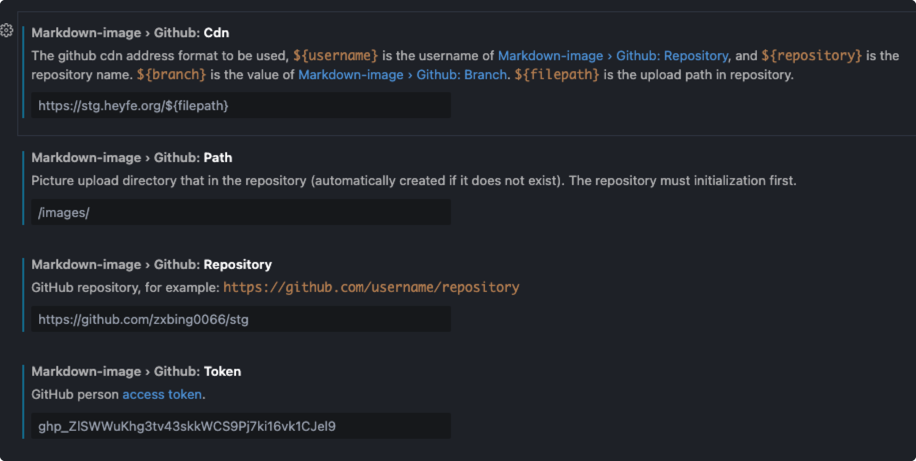 Markdown-image › Github: Cdn
The github cdn address format to be used, ${username} is the username of Markdown-image › Github: Repository, and ${repository} is the
repository name. ${branch} is the value of Markdown-image › Github: Branch. ${filepath} is the upload path in repository.
https://stg.heyfe.org/${filepath}
Markdown-image › Github: Path
Picture upload directory that in the repository (automatically created if it does not exist). The repository must initialization first.
/images/
Markdown-image › Github: Repository
GitHub repository, for example: https://github.com/username/repository
https://github.com/zxbing0066/stg
Markdown-image › Github: Token
GitHub person access token.